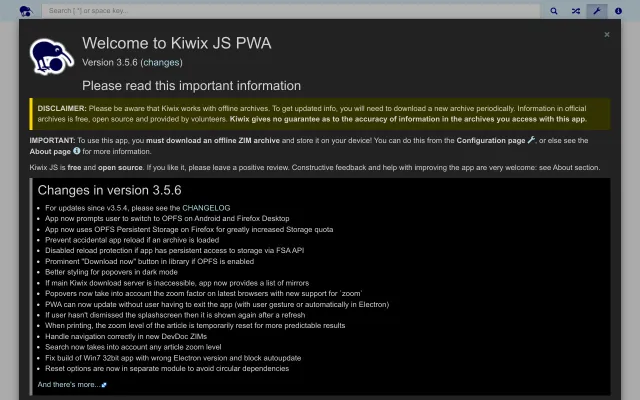 Search [ *] or space key...
Welcome to Kiwix JS PWA
Version 3.5.6 (changes)
Please read this important information
DISCLAIMER: Please be aware that Kiwix works with offline archives. To get updated info, you will need to download a new archive periodically. Information in official
archives is free, open source and provided by volunteers. Kiwix gives no guarantee as to the accuracy of information in the archives you access with this app.
IMPORTANT: To use this app, you must download an offline ZIM archive and store it on your device! You can do this from the Configuration page , or else see the
About page for more information.
Kiwix JS is free and open source. If you like it, please leave a positive review. Constructive feedback and help with improving the app are very welcome: see About section.
Changes in version 3.5.6
For updates since v3.5.4, please see the CHANGELOG
App now prompts user to switch to OPFS on Android and Firefox Desktop
App now uses OPFS Persistent Storage on Firefox for greatly increased Storage quota
Prevent accidental app reload if an archive is loaded
Disabled reload protection if app has persistent access to storage via FSA API
Prominent "Download now" button in library if OPFS is enabled
Better styling for popovers in dark mode
If main Kiwix download server is inaccessible, app now provides a list of mirrors
Popovers now take into account the zoom factor on latest browsers with new support for `zoom`
PWA can now update without user having to exit the app (with user gesture or automatically in Electron)
If user hasn't dismissed the splashscreen then it is shown again after a refresh
When printing, the zoom level of the article is temporarily reset for more predictable results
Handle navigation correctly in new DevDoc ZIMs
Search now takes into account any article zoom level
Fix build of Win7 32bit app with wrong Electron version and block autoupdate
Reset options are now in separate module to avoid circular dependencies
And there's more...